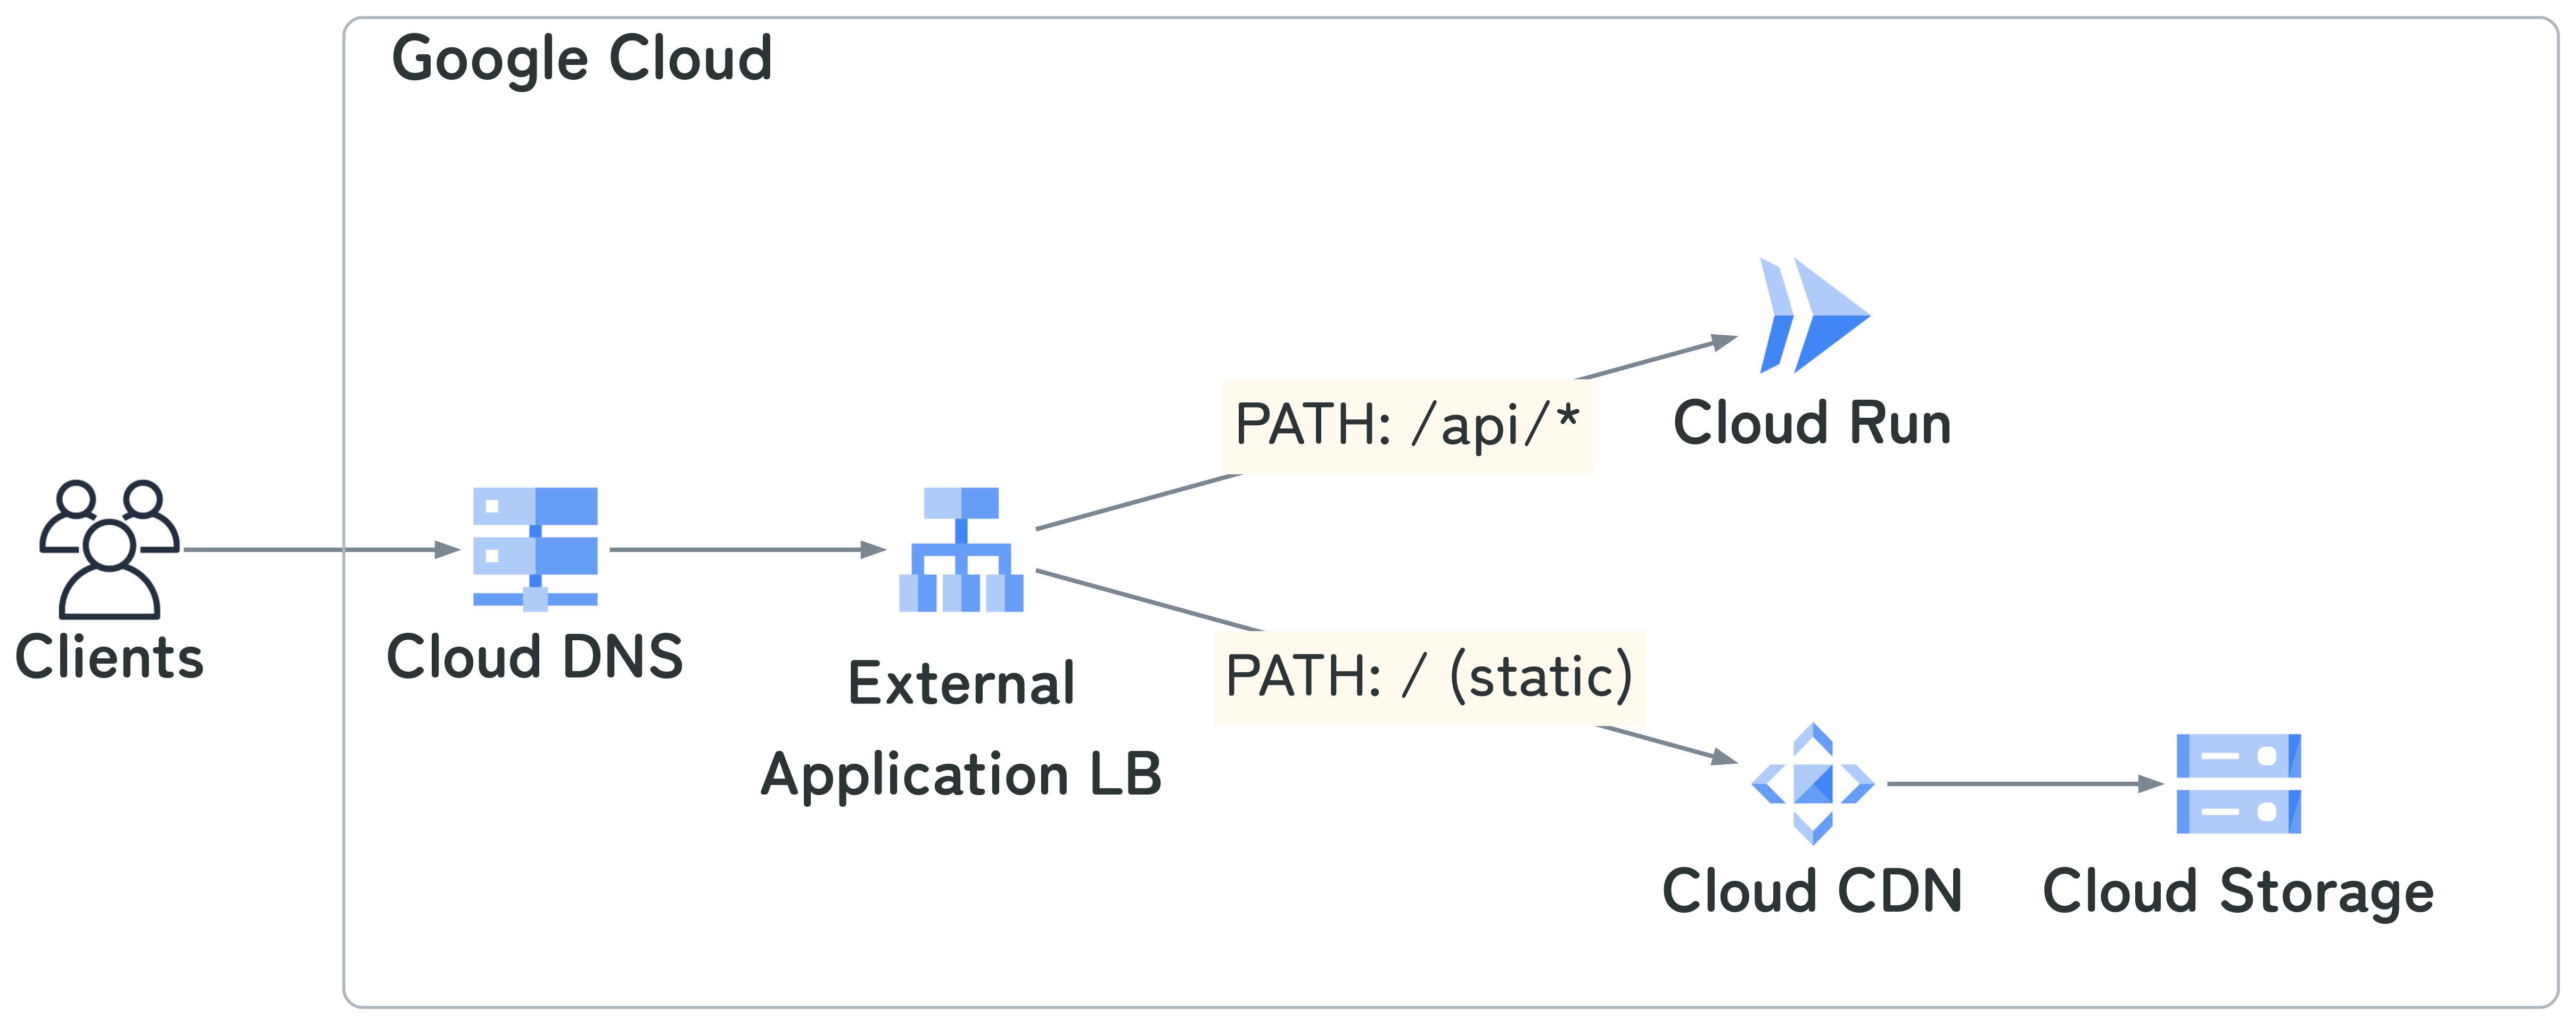 Google Cloud
Clients
Cloud DNS
External
Application LB
PATH: /api/*
Cloud Run
PATH: / (static)
Cloud CDN
Cloud Storage